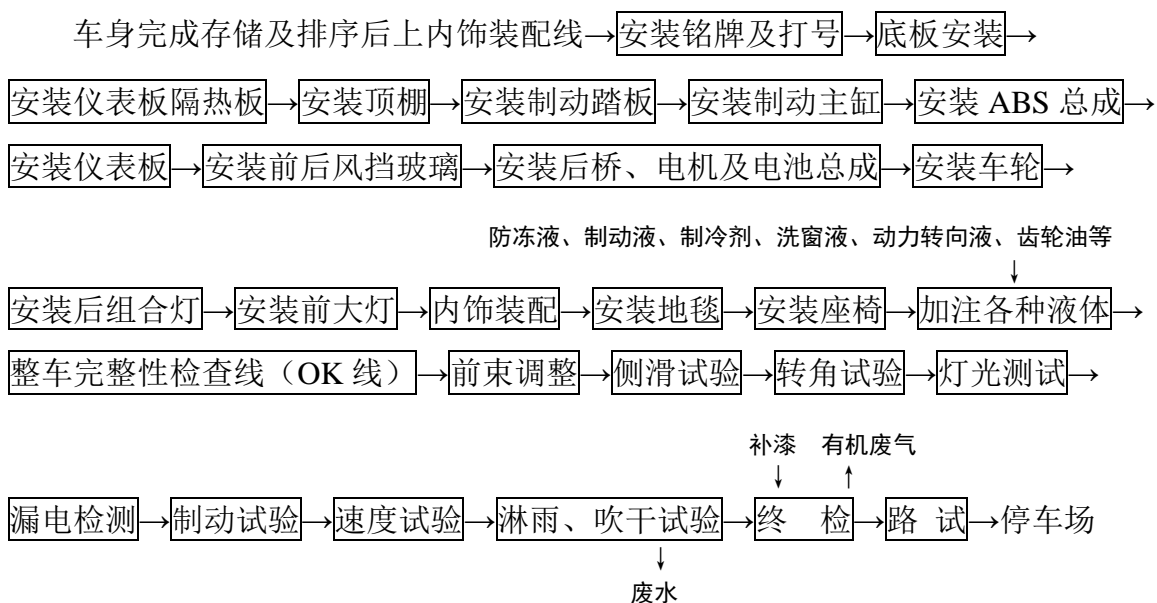 车身完成存储及排序后上内饰装配线→安装铭牌及打号→底板安装→
安装仪表板隔热板→安装顶棚→安装制动踏板→安装制动主缸→安装 ABS 总成→
安装仪表板→安装前后风挡玻璃→安装后桥、电机及电池总成→安装车轮→
防冻液、制动液、制冷剂、洗窗液、动力转向液、齿轮油等
↓
安装后组合灯→安装前大灯→内饰装配→安装地毯→安装座椅→加注各种液体→
整车完整性检查线（OK 线）→前束调整→侧滑试验→转角试验→灯光测试→
补漆 有机废气
↓ ↑
漏电检测→制动试验→速度试验→淋雨、吹干试验→终 检→路 试→停车场
↓
废水